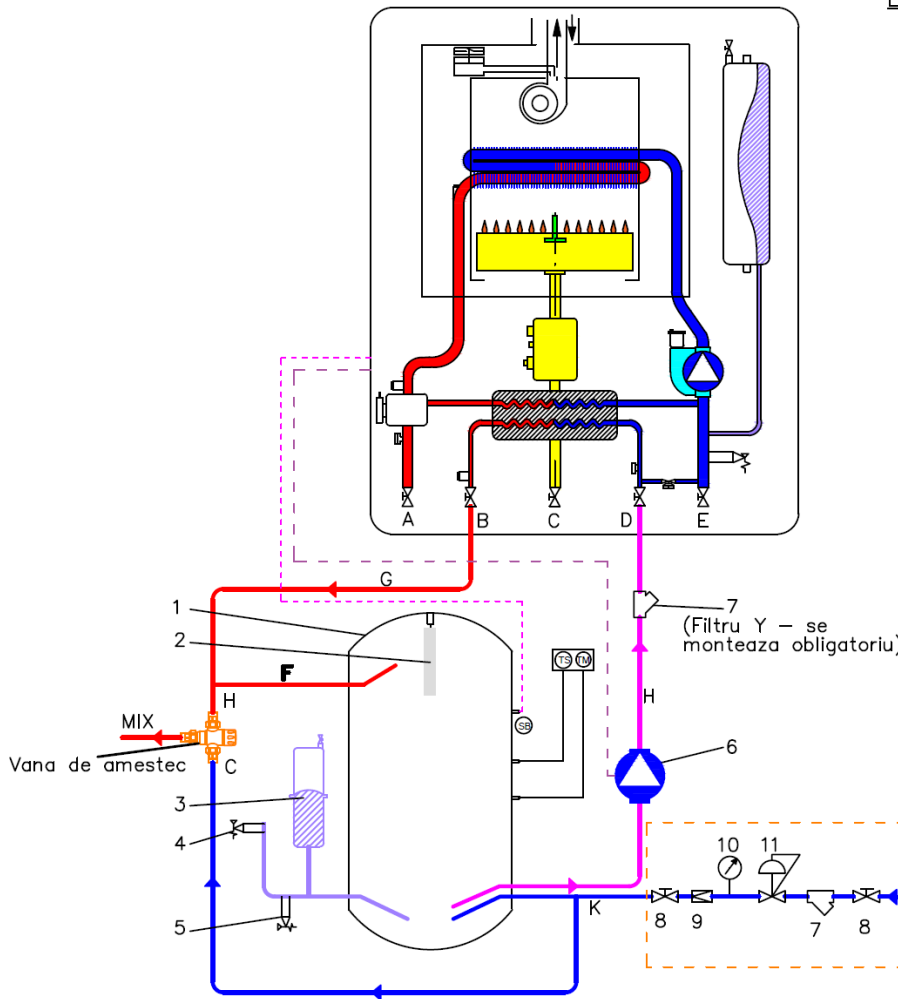 A
B
C
D
E
G
1
2
7
(Filtru Y – se
monteaza obligatoriu)
F
TS
TM
H
H
SB
MIX
Vana de amestec
C
6
3
4
10
11
5
K
8
9
7
8